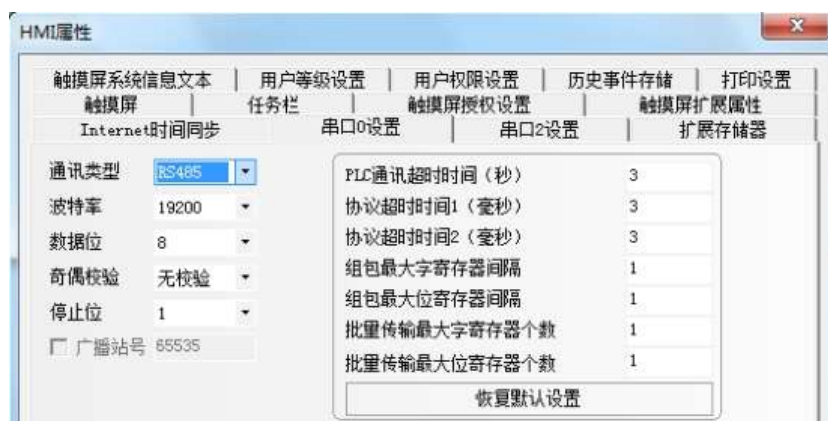 HMI属性
触摸屏系统信息文本 用户等级设置 用户权限设置 历史事件存储 打印设置
触摸屏 任务栏 触摸屏授权设置 触摸屏扩展属性
Internet时间同步 串口0设置 串口2设置 扩展存储器
通讯类型 RS485
波特率 19200
数据位 8
奇偶校验 无校验
停止位 1
广播站号 65535
PLC通讯超时时间（秒） 3
协议超时时间1（毫秒） 3
协议超时时间2（毫秒） 3
组包最大字寄存器间隔 1
组包最大位寄存器间隔 1
批量传输最大字寄存器个数 1
批量传输最大位寄存器个数 1
恢复默认设置